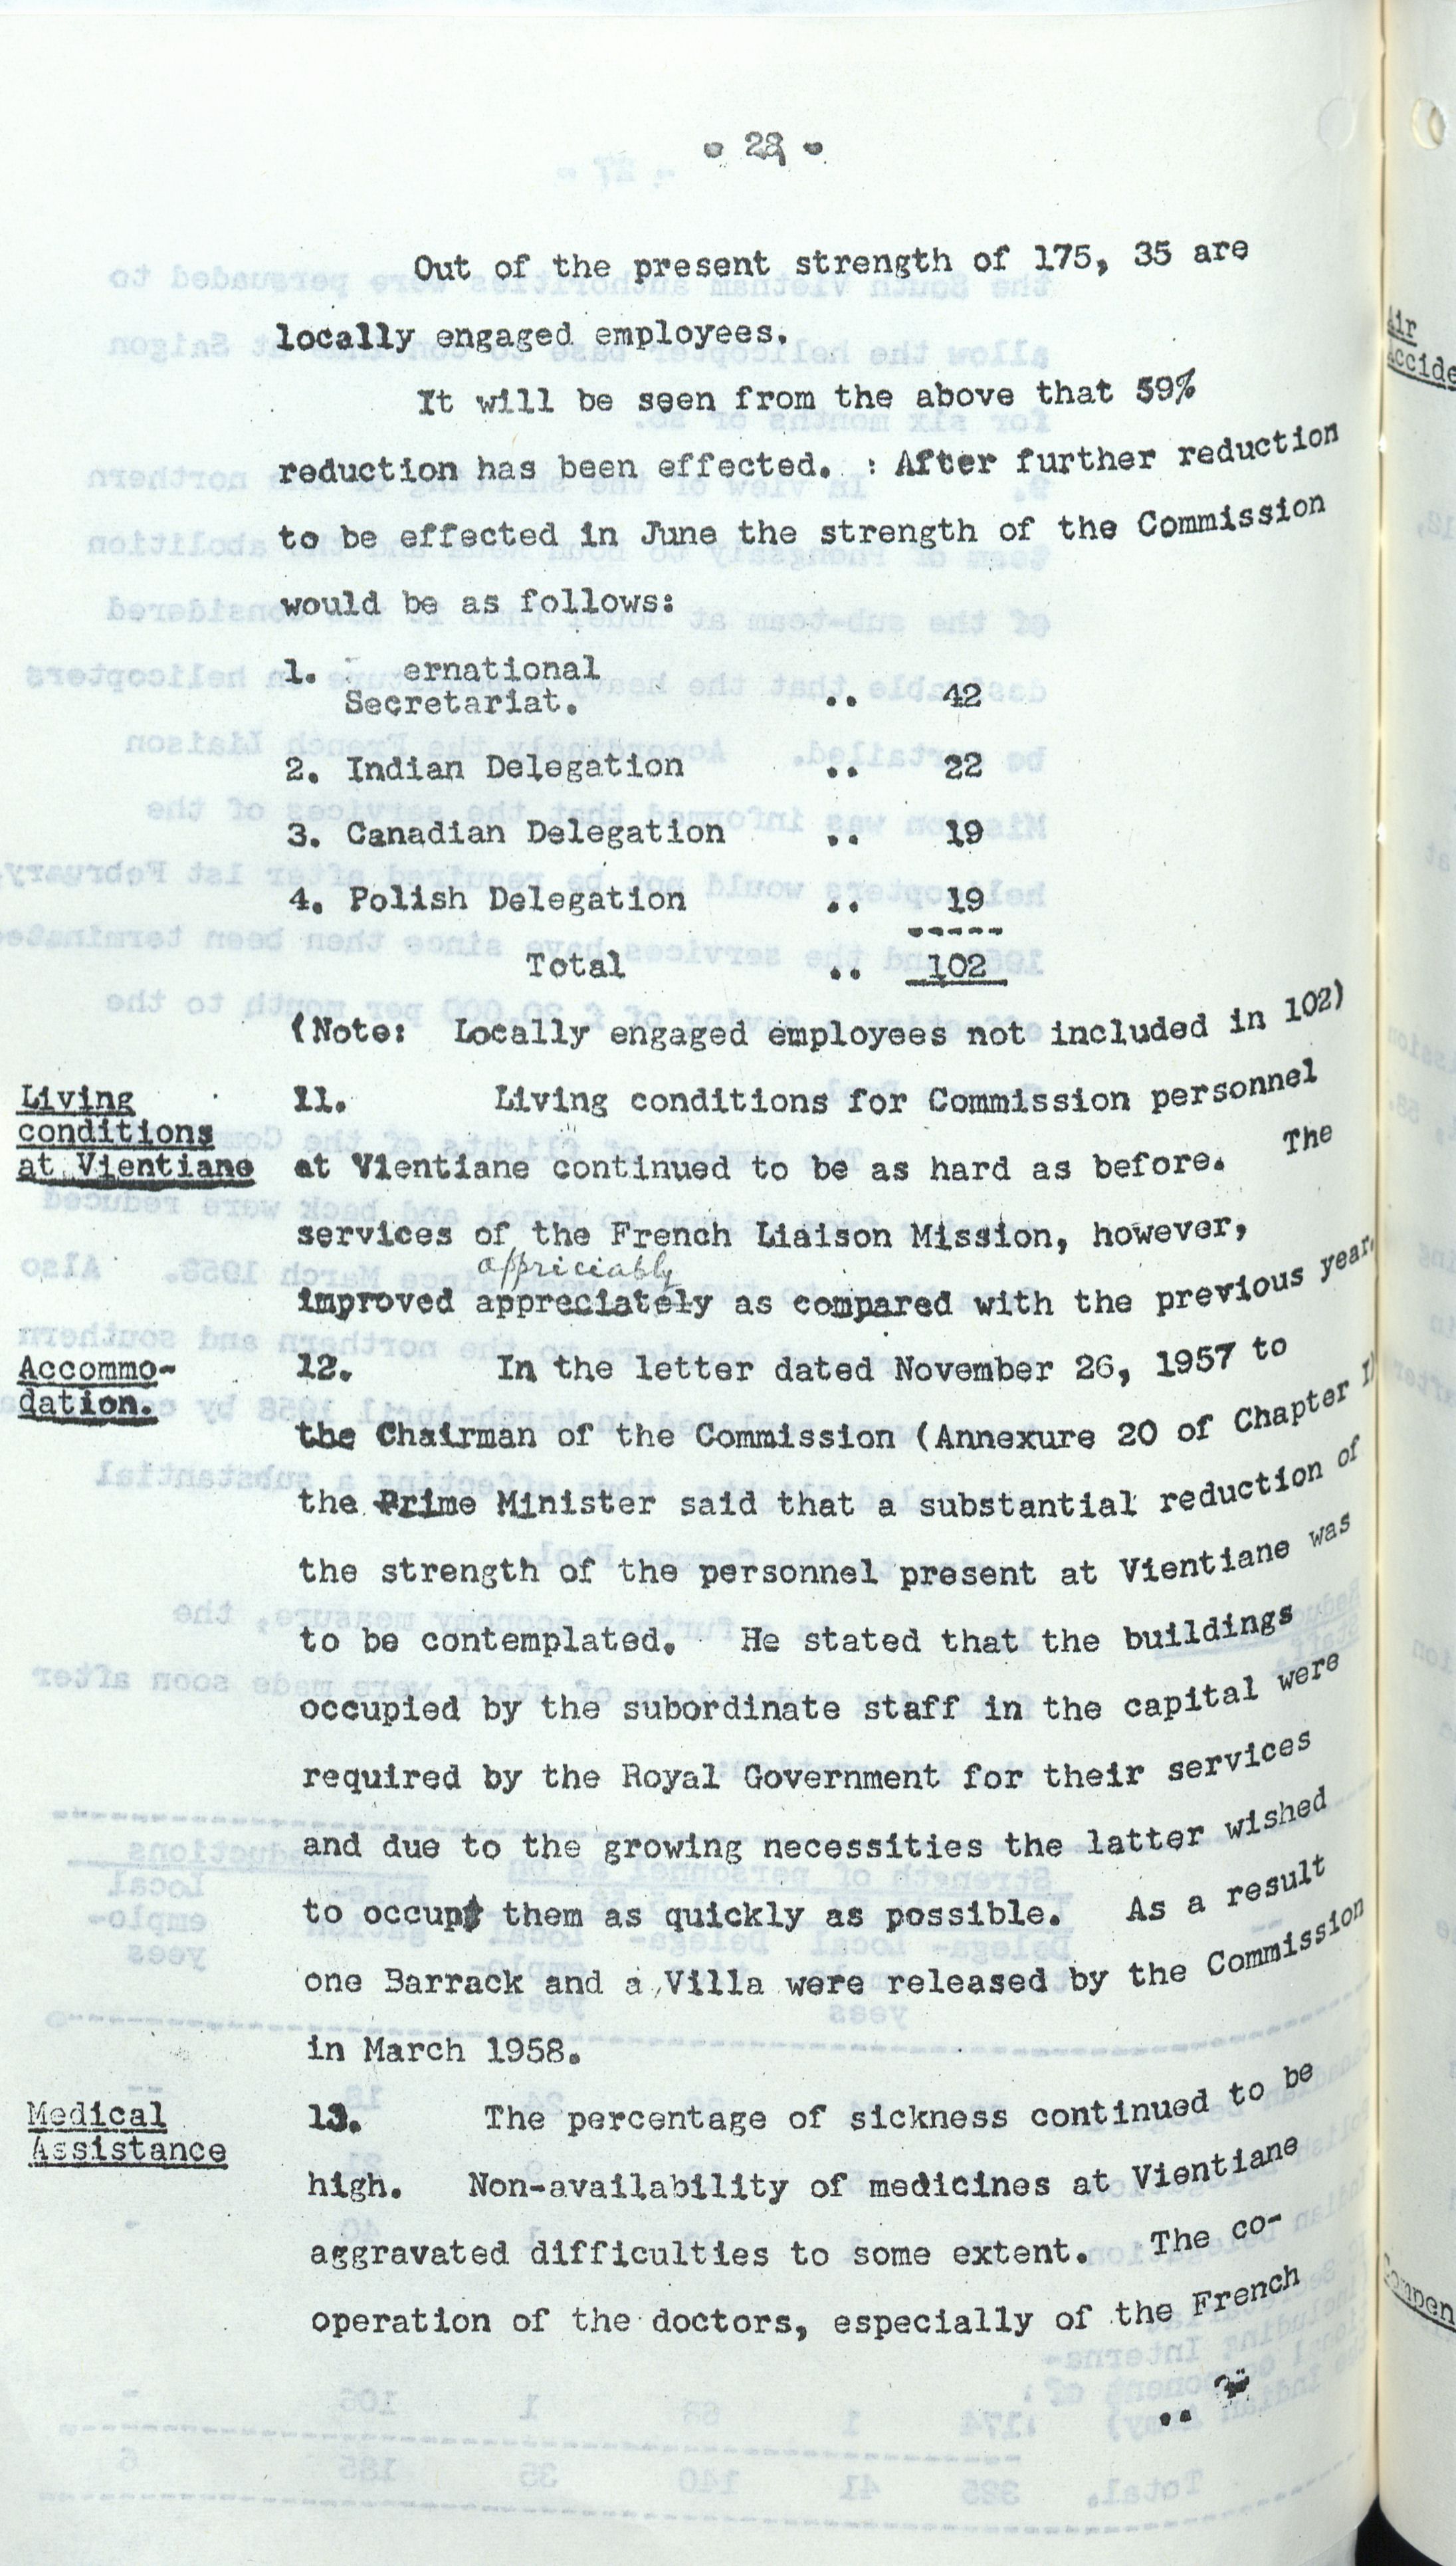 - 28 -
Out of the present strength of 175, 35 are
locally engaged employees.
It will be seen from the above that 59%
reduction has been effected. : After further reduction
to be effected in June the strength of the Commission
would be as follows:
1. ernational
Secretariat. .. 42
2. Indian Delegation .. 22
3. Canadian Delegation .. 19
4. Polish Delegation .. 19
-----
Total .. 102
(Note: Locally engaged employees not included in 102)
Living
conditions
at Vientiane
11. Living conditions for Commission personnel
at Vientiane continued to be as hard as before. The
services of the French Liaison Mission, however,
appriciably
improved appreciately as compared with the previous year.
Accommo-
dation.
12. In the letter dated November 26, 1957 to
the Chairman of the Commission (Annexure 20 of Chapter
the Prime Minister said that a substantial reduction of
the strength of the personnel present at Vientiane was
to be contemplated. He stated that the buildings
occupied by the subordinate staff in the capital were
required by the Royal Government for their services
and due to the growing necessities the latter wished
to occupy them as quickly as possible. As a result
one Barrack and a Villa were released by the Commission
in March 1958.
Medical
Assistance
13. The percentage of sickness continued to be
high. Non-availability of medicines at Vientiane
aggravated difficulties to some extent. The co-
operation of the doctors, especially of the French
..